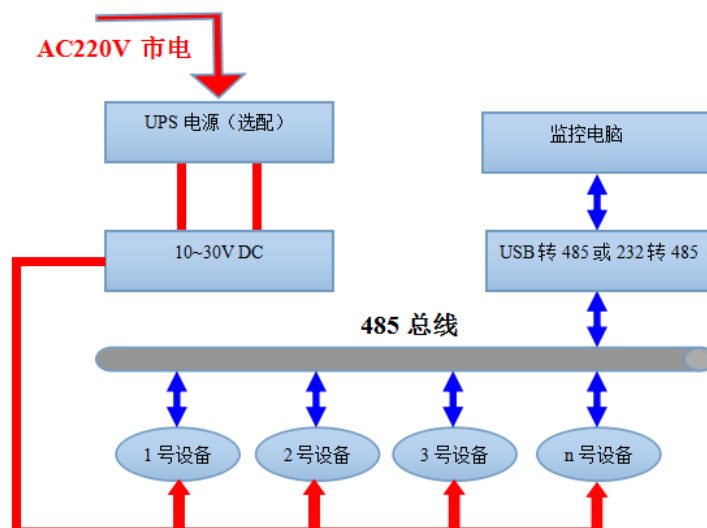 AC220V 市电
UPS 电源（选配）
监控电脑
10~30V DC
USB 转 485 或 232 转 485
485 总线
1 号设备
2 号设备
3 号设备
n 号设备